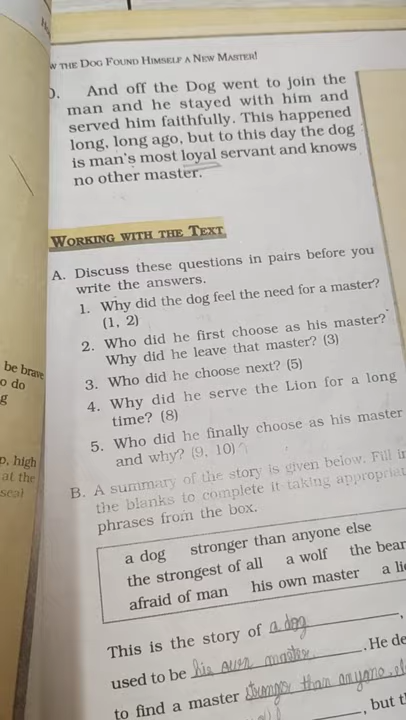 W THE DOG FOUND HIMSELF A NEW MASTER!
0. And off the Dog went to join the
man and he stayed with him and
served him faithfully. This happened
long, long ago, but to this day the dog
is man's most loyal servant and knows
no other master.
WORKING WITH THE TEXT
A. Discuss these questions in pairs before you
write the answers.
1. Why did the dog feel the need for a master?
(1, 2)
2. Who did he first choose as his master?
Why did he leave that master? (3)
3. Who did he choose next? (5)
4. Why did he serve the Lion for a long
time? (8)
5. Who did he finally choose as his master
and why? (9, 10)
B. A summary of the story is given below. Fill in
the blanks to complete it taking appropriat
phrases from the box.
a dog stronger than anyone else
the strongest of all a wolf the bear
afraid of man his own master a li
This is the story of a dog,
used to be his own master. He de
to find a master stronger than anyone el
, but t
be brave
o do
g
p, high
at the
seal